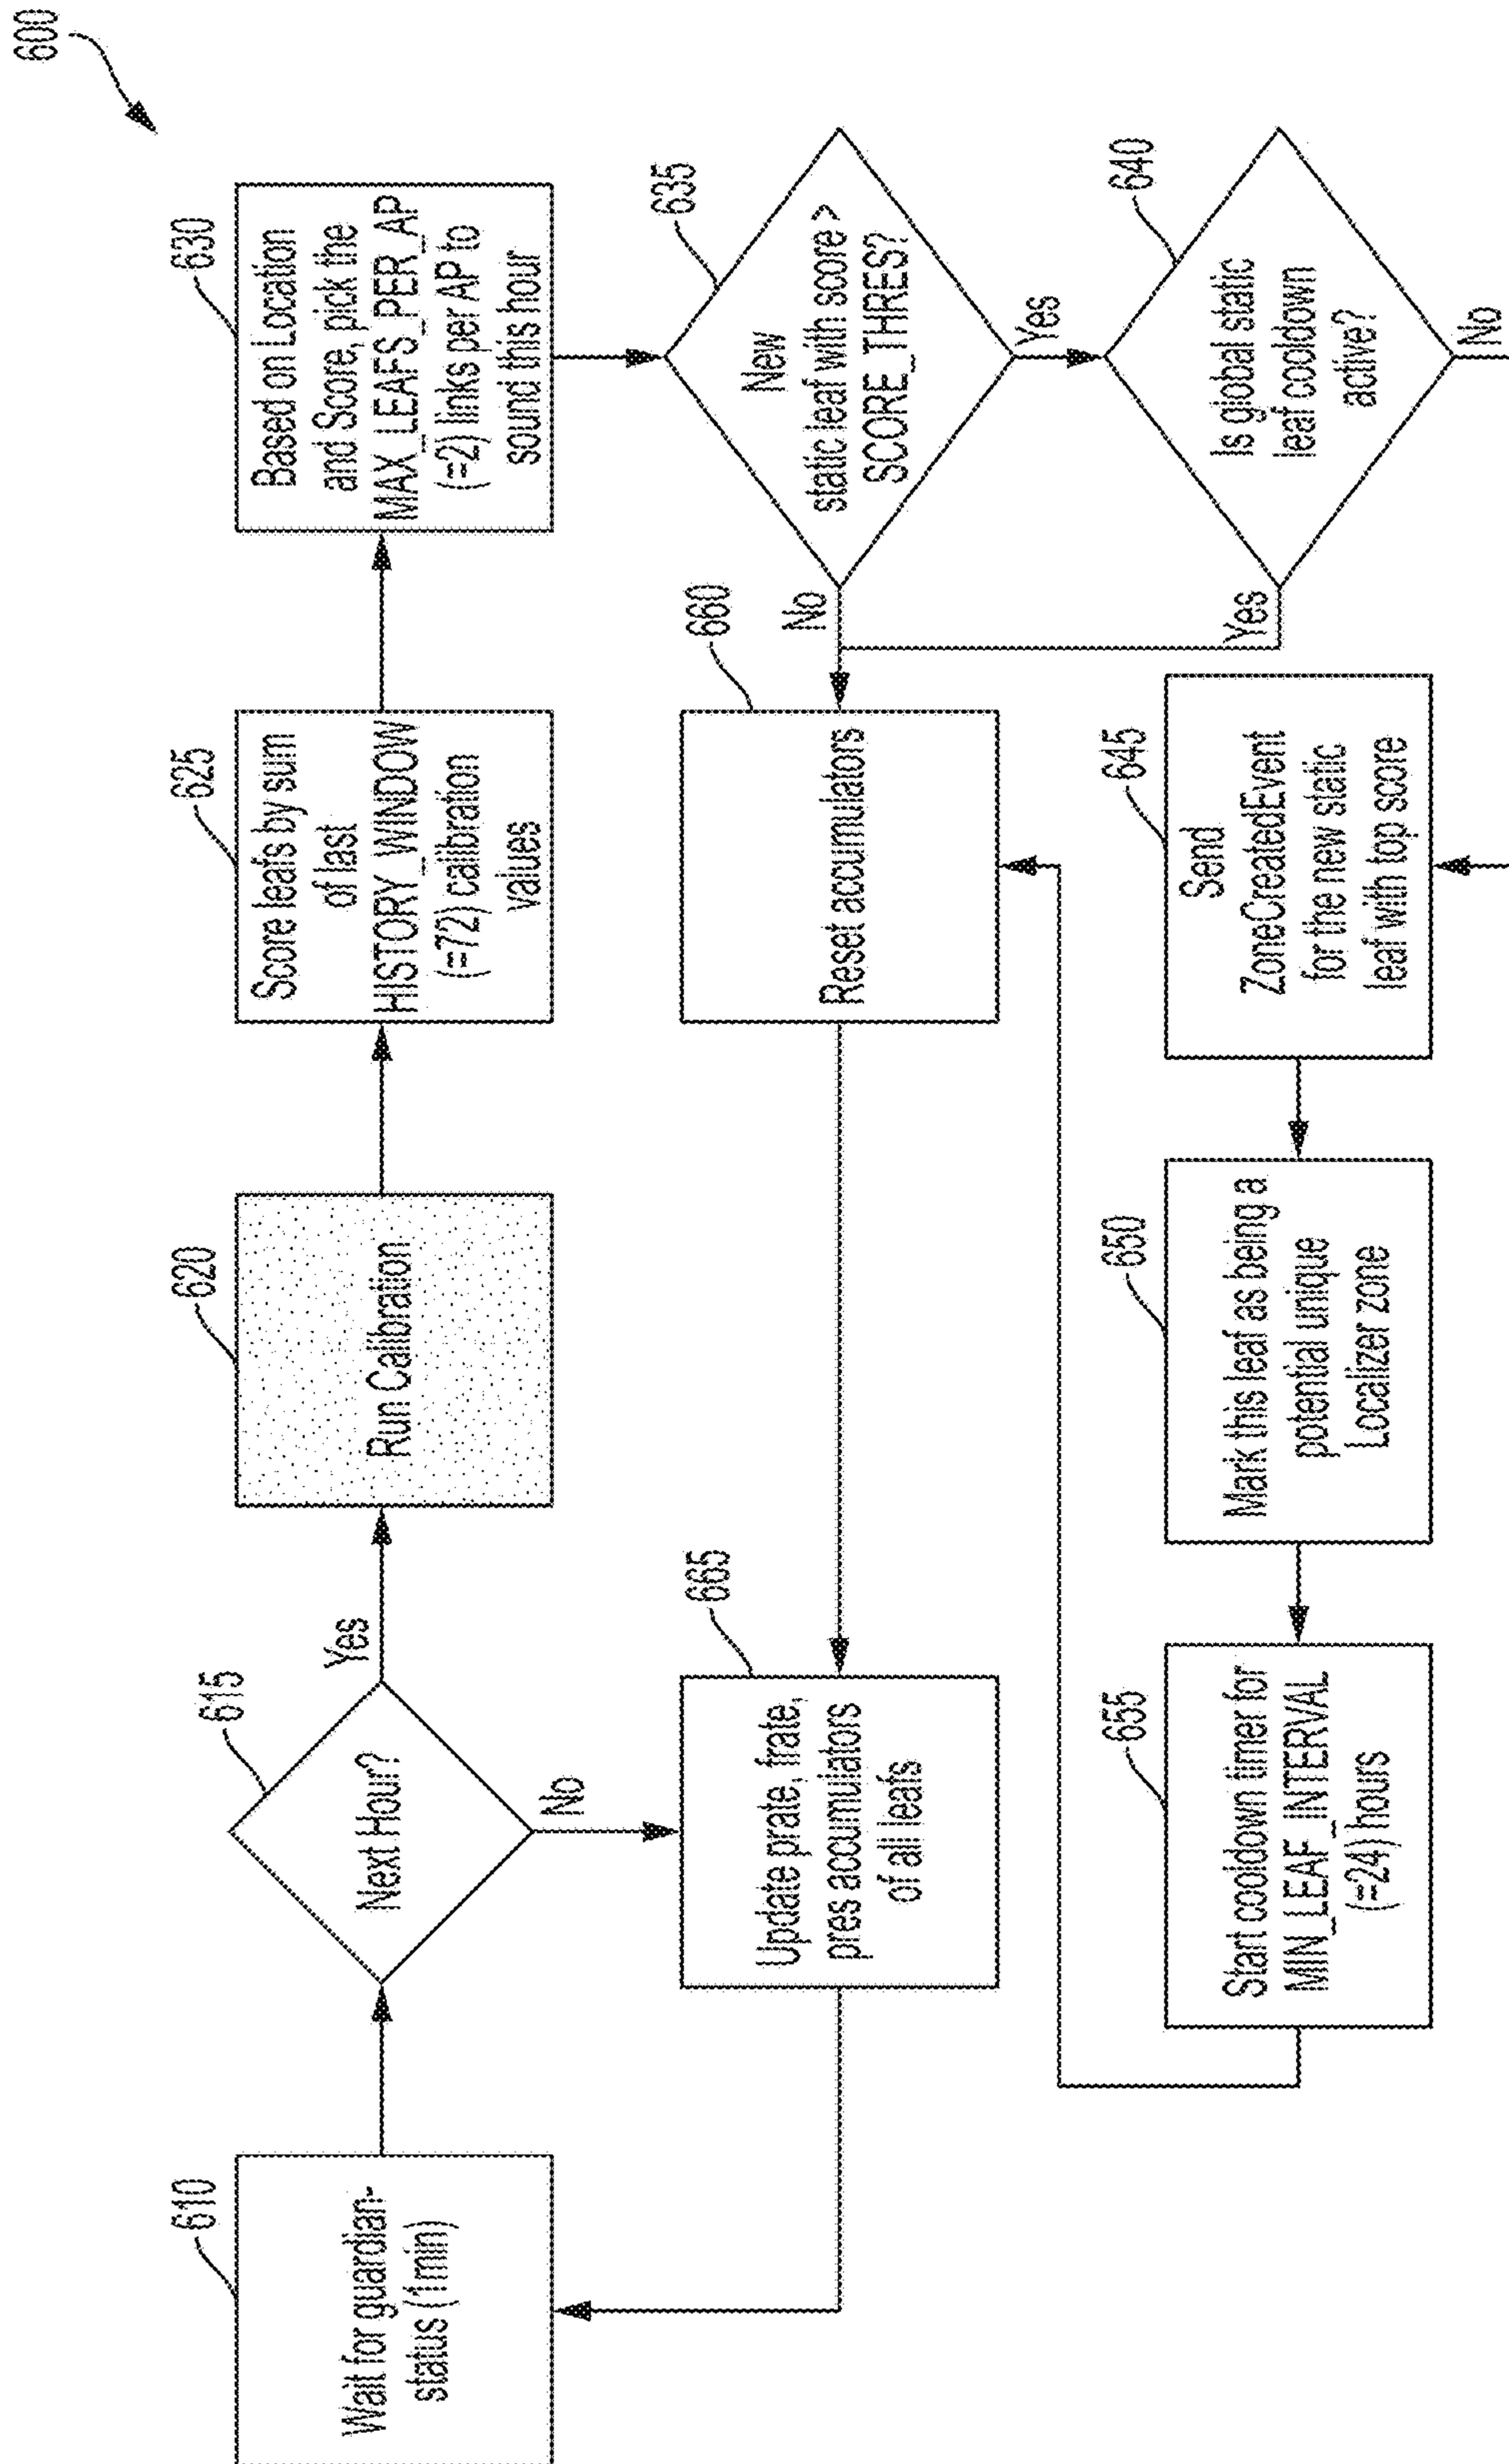 600
610
Wait for guardian-
status (1min)
615
Next Hour?
Yes
No
620
Run Calibration
625
Score leafs by sum
of last
HISTORY_WINDOW
(=72) calibration
values
630
Based on Location
and Score, pick the
MAX_LEAFS_PER_AP
(=2) links per AP to
sound this hour
635
New
static leaf with score >
SCORE_THRES?
No
Yes
640
Is global static
leaf cooldown
active?
Yes
No
645
Send
ZoneCreatedEvent
for the new static
leaf with top score
650
Mark this leaf as being a
potential unique
Localizer zone
655
Start cooldown timer for
MIN_LEAF_INTERVAL
(=24) hours
660
Reset accumulators
665
Update prate, frate,
pres accumulators
of all leafs